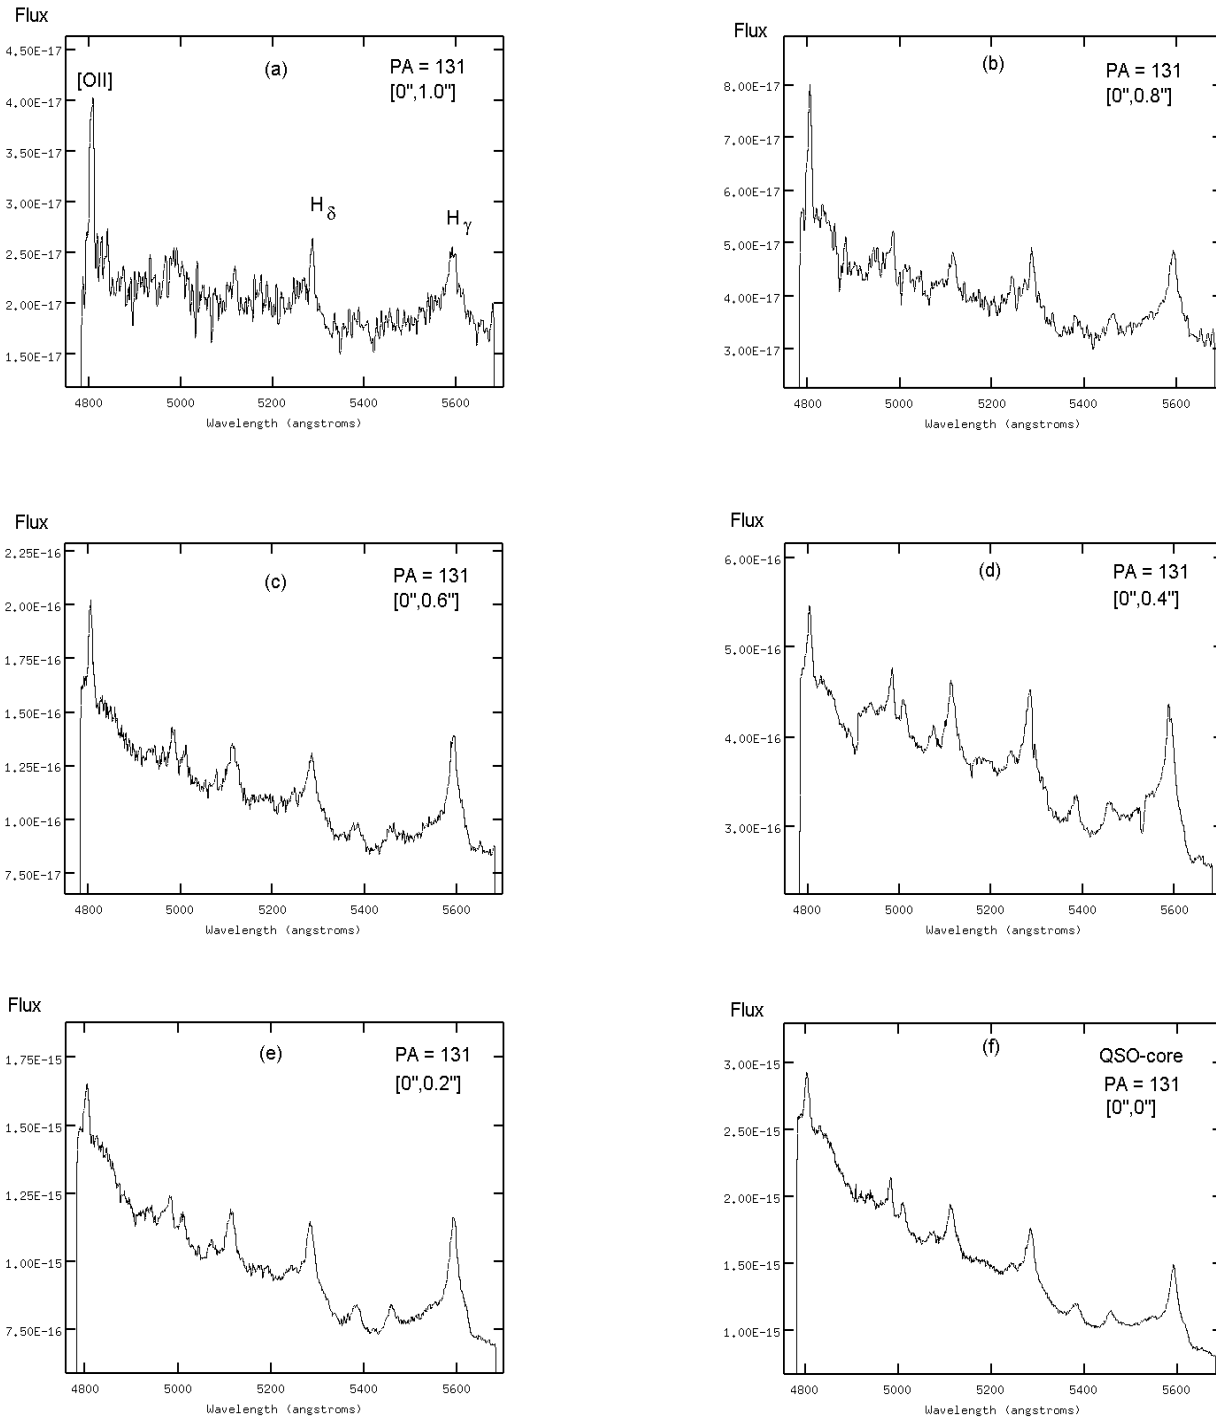 Flux
(a)
PA = 131
[0",1.0"]
[OII]
H δ
H γ
4.50E-17
4.00E-17
3.50E-17
3.00E-17
2.50E-17
2.00E-17
1.50E-17
4800 5000 5200 5400 5600
Wavelength (angstroms)
Flux
(b)
PA = 131
[0",0.8"]
8.00E-17
7.00E-17
6.00E-17
5.00E-17
4.00E-17
3.00E-17
4800 5000 5200 5400 5600
Wavelength (angstroms)
Flux
(c)
PA = 131
[0",0.6"]
2.25E-16
2.00E-16
1.75E-16
1.50E-16
1.25E-16
1.00E-16
7.50E-17
4800 5000 5200 5400 5600
Wavelength (angstroms)
Flux
(d)
PA = 131
[0",0.4"]
6.00E-16
5.00E-16
4.00E-16
3.00E-16
4800 5000 5200 5400 5600
Wavelength (angstroms)
Flux
(e)
PA = 131
[0",0.2"]
1.75E-15
1.50E-15
1.25E-15
1.00E-15
7.50E-16
4800 5000 5200 5400 5600
Wavelength (angstroms)
Flux
(f)
QSO-core
PA = 131
[0",0"]
3.00E-15
2.50E-15
2.00E-15
1.50E-15
1.00E-15
4800 5000 5200 5400 5600
Wavelength (angstroms)